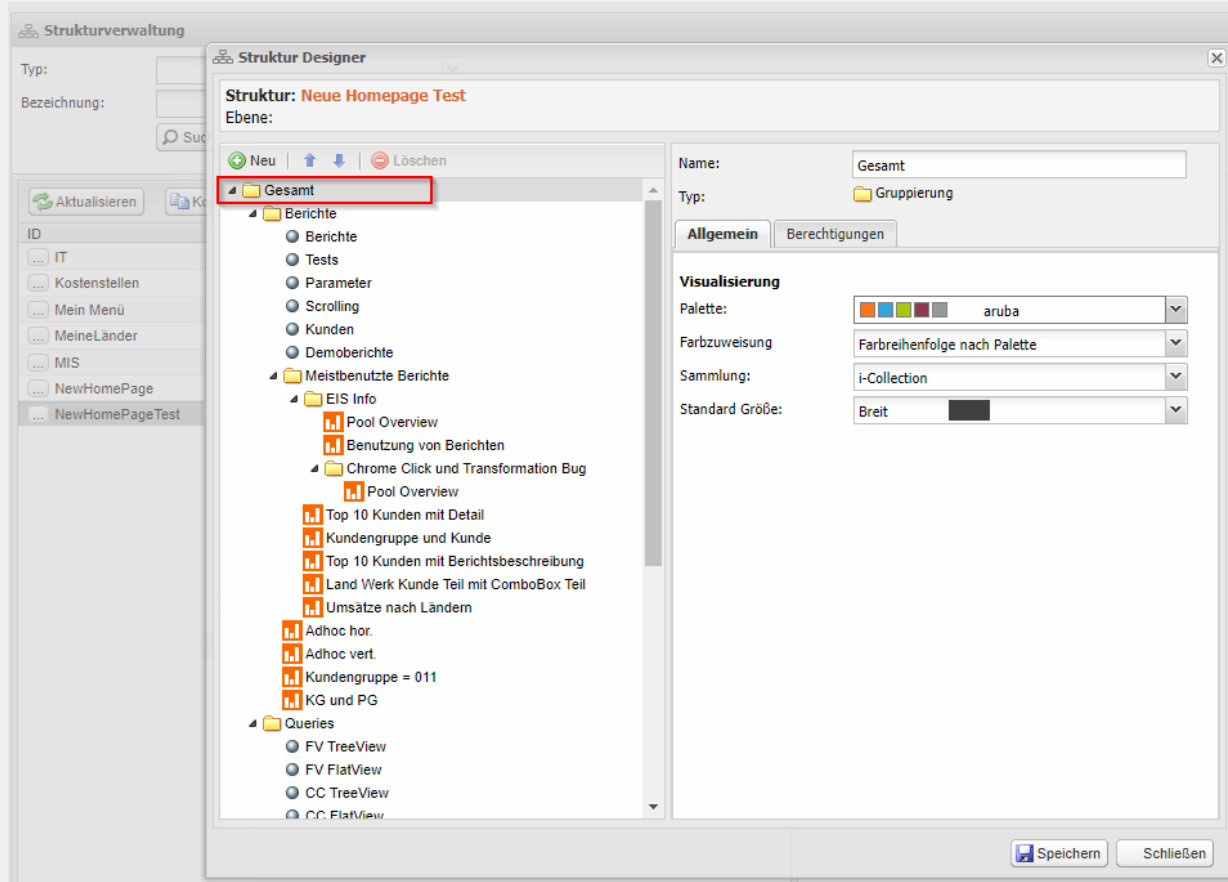 Strukturverwaltung
Typ:
Bezeichnung:
Suc
Aktualisieren
Ko
ID
... IT
... Kostenstellen
... Mein Menü
... MeineLänder
... MIS
... NewHomePage
... NewHomePageTest
Struktur Designer
Struktur: Neue Homepage Test
Ebene:
Neu Löschen
Gesamt
Berichte
Berichte
Tests
Parameter
Scrolling
Kunden
Demoberichte
Meistbenutzte Berichte
EIS Info
Pool Overview
Benutzung von Berichten
Chrome Click und Transformation Bug
Pool Overview
Top 10 Kunden mit Detail
Kundengruppe und Kunde
Top 10 Kunden mit Berichtsbeschreibung
Land Werk Kunde Teil mit ComboBox Teil
Umsätze nach Ländern
Adhoc hor.
Adhoc vert.
Kundengruppe = 011
KG und PG
Queries
FV TreeView
FV FlatView
CC TreeView
CC FlatView
Name: Gesamt
Typ: Gruppierung
Allgemein Berechtigungen
Visualisierung
Palette: aruba
Farbzuweisung Farbreihenfolge nach Palette
Sammlung: i-Collection
Standard Größe: Breit
Speichern Schließen